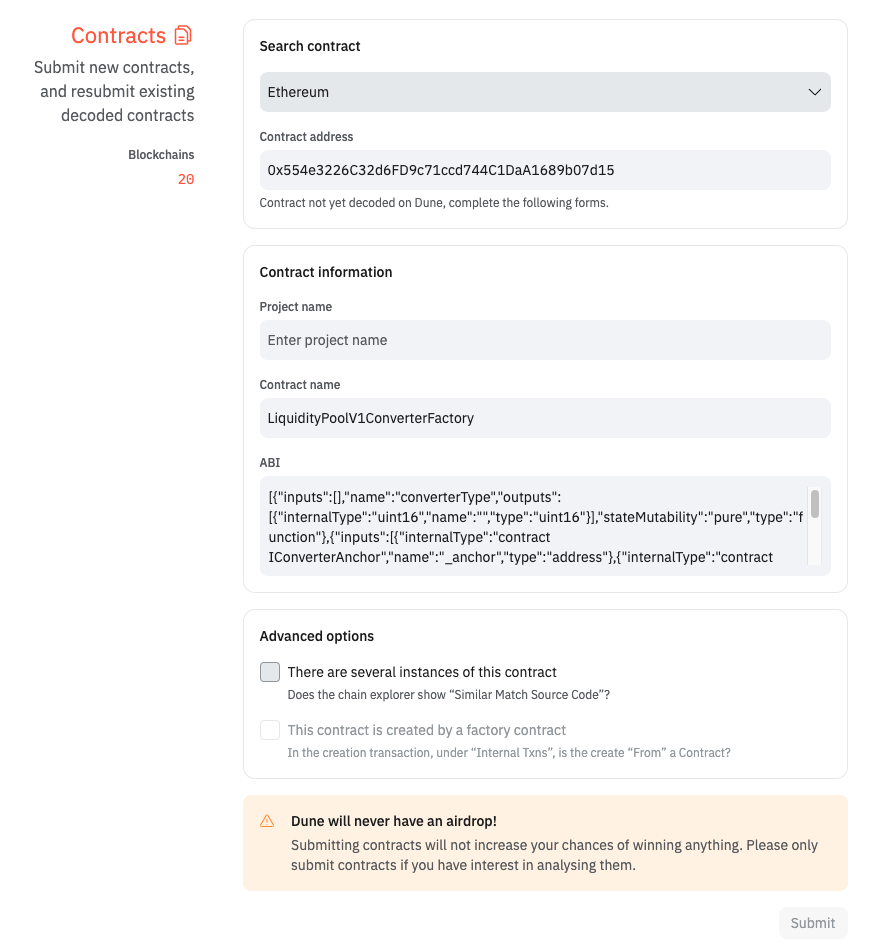 Contracts
Submit new contracts,
and resubmit existing
decoded contracts
Blockchains
20
Search contract
Ethereum
Contract address
0x554e3226C32d6FD9c71ccd744C1DaA1689b07d15
Contract not yet decoded on Dune, complete the following forms.
Contract information
Project name
Enter project name
Contract name
LiquidityPoolV1ConverterFactory
ABI
[{"inputs":[],"name":"converterType","outputs":
[{"internalType":"uint16","name":"","type":"uint16"}],"stateMutability":"pure","type":"f
unction"},{"inputs":[{"internalType":"contract
IConverterAnchor","name":"_anchor","type":"address"},{"internalType":"contract
Advanced options
There are several instances of this contract
Does the chain explorer show “Similar Match Source Code”?
This contract is created by a factory contract
In the creation transaction, under “Internal Txns”, is the create “From” a Contract?
Dune will never have an airdrop!
Submitting contracts will not increase your chances of winning anything. Please only
submit contracts if you have interest in analysing them.
Submit